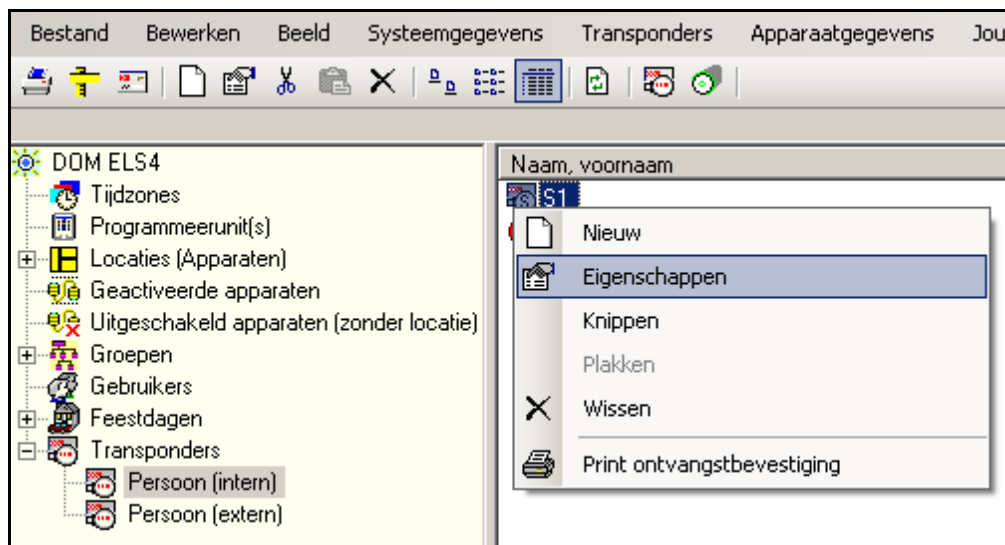 Bestand Bewerken Beeld Systeemgegevens Transponders Apparaatgegevens Jou
DOM ELS4
Tijdzones
Programmeerunit(s)
Locaties (Apparaten)
Geactiveerde apparaten
Uitgeschakeld apparaten (zonder locatie)
Groepen
Gebruikers
Feestdagen
Transponders
Persoon (intern)
Persoon (extern)
Naam, voornaam
S1
Nieuw
Eigenschappen
Knippen
Plakken
Wissen
Print ontvangstbevestiging